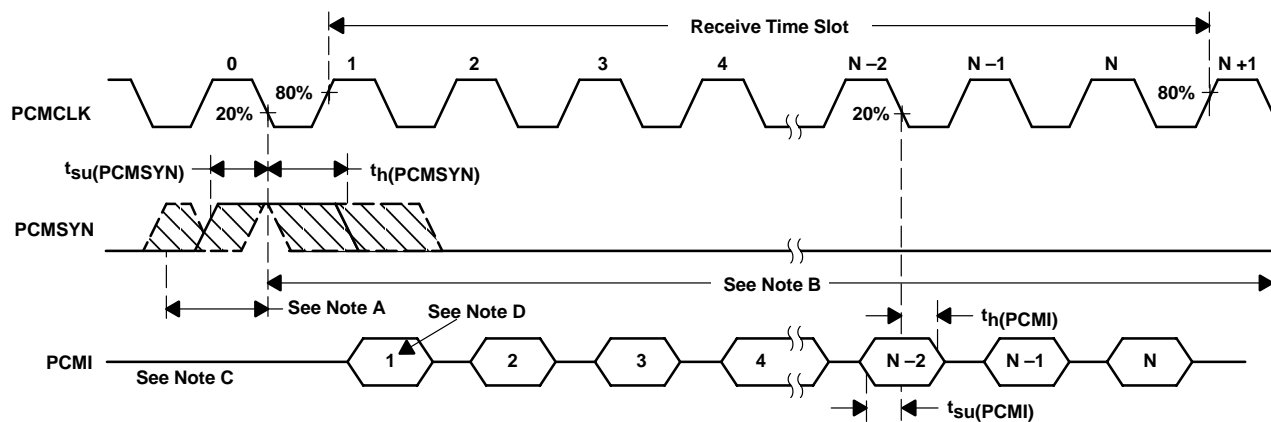 Receive Time Slot
0 1 2 3 4 N –2 N –1 N N +1
80% 80%
PCMCLK 20% 20%
tsu(PCMSYN) th(PCMSYN)
PCMSYN
See Note B
See Note A
See Note D th(PCMI)
PCMI 1 2 3 4 N –2 N –1 N
See Note C
tsu(PCMI)